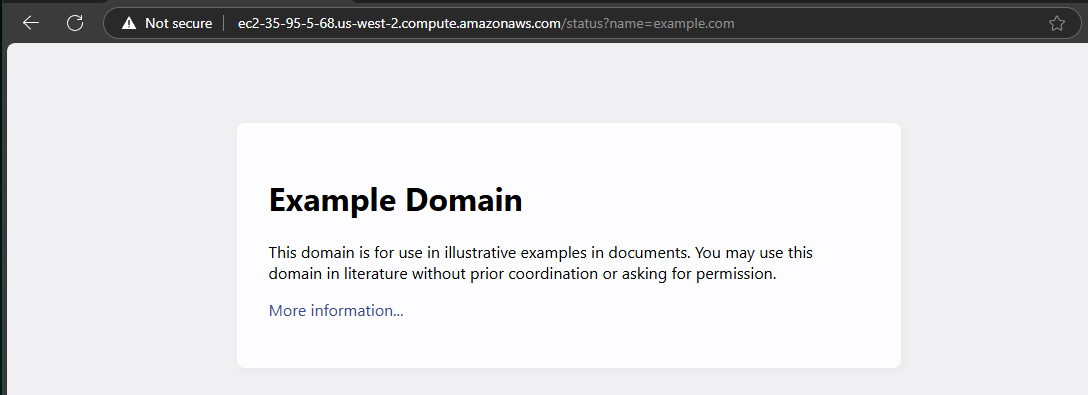 Not secure ec2-35-95-5-68.us-west-2.compute.amazonaws.com/status?name=example.com
Example Domain
This domain is for use in illustrative examples in documents. You may use this
domain in literature without prior coordination or asking for permission.
More information...